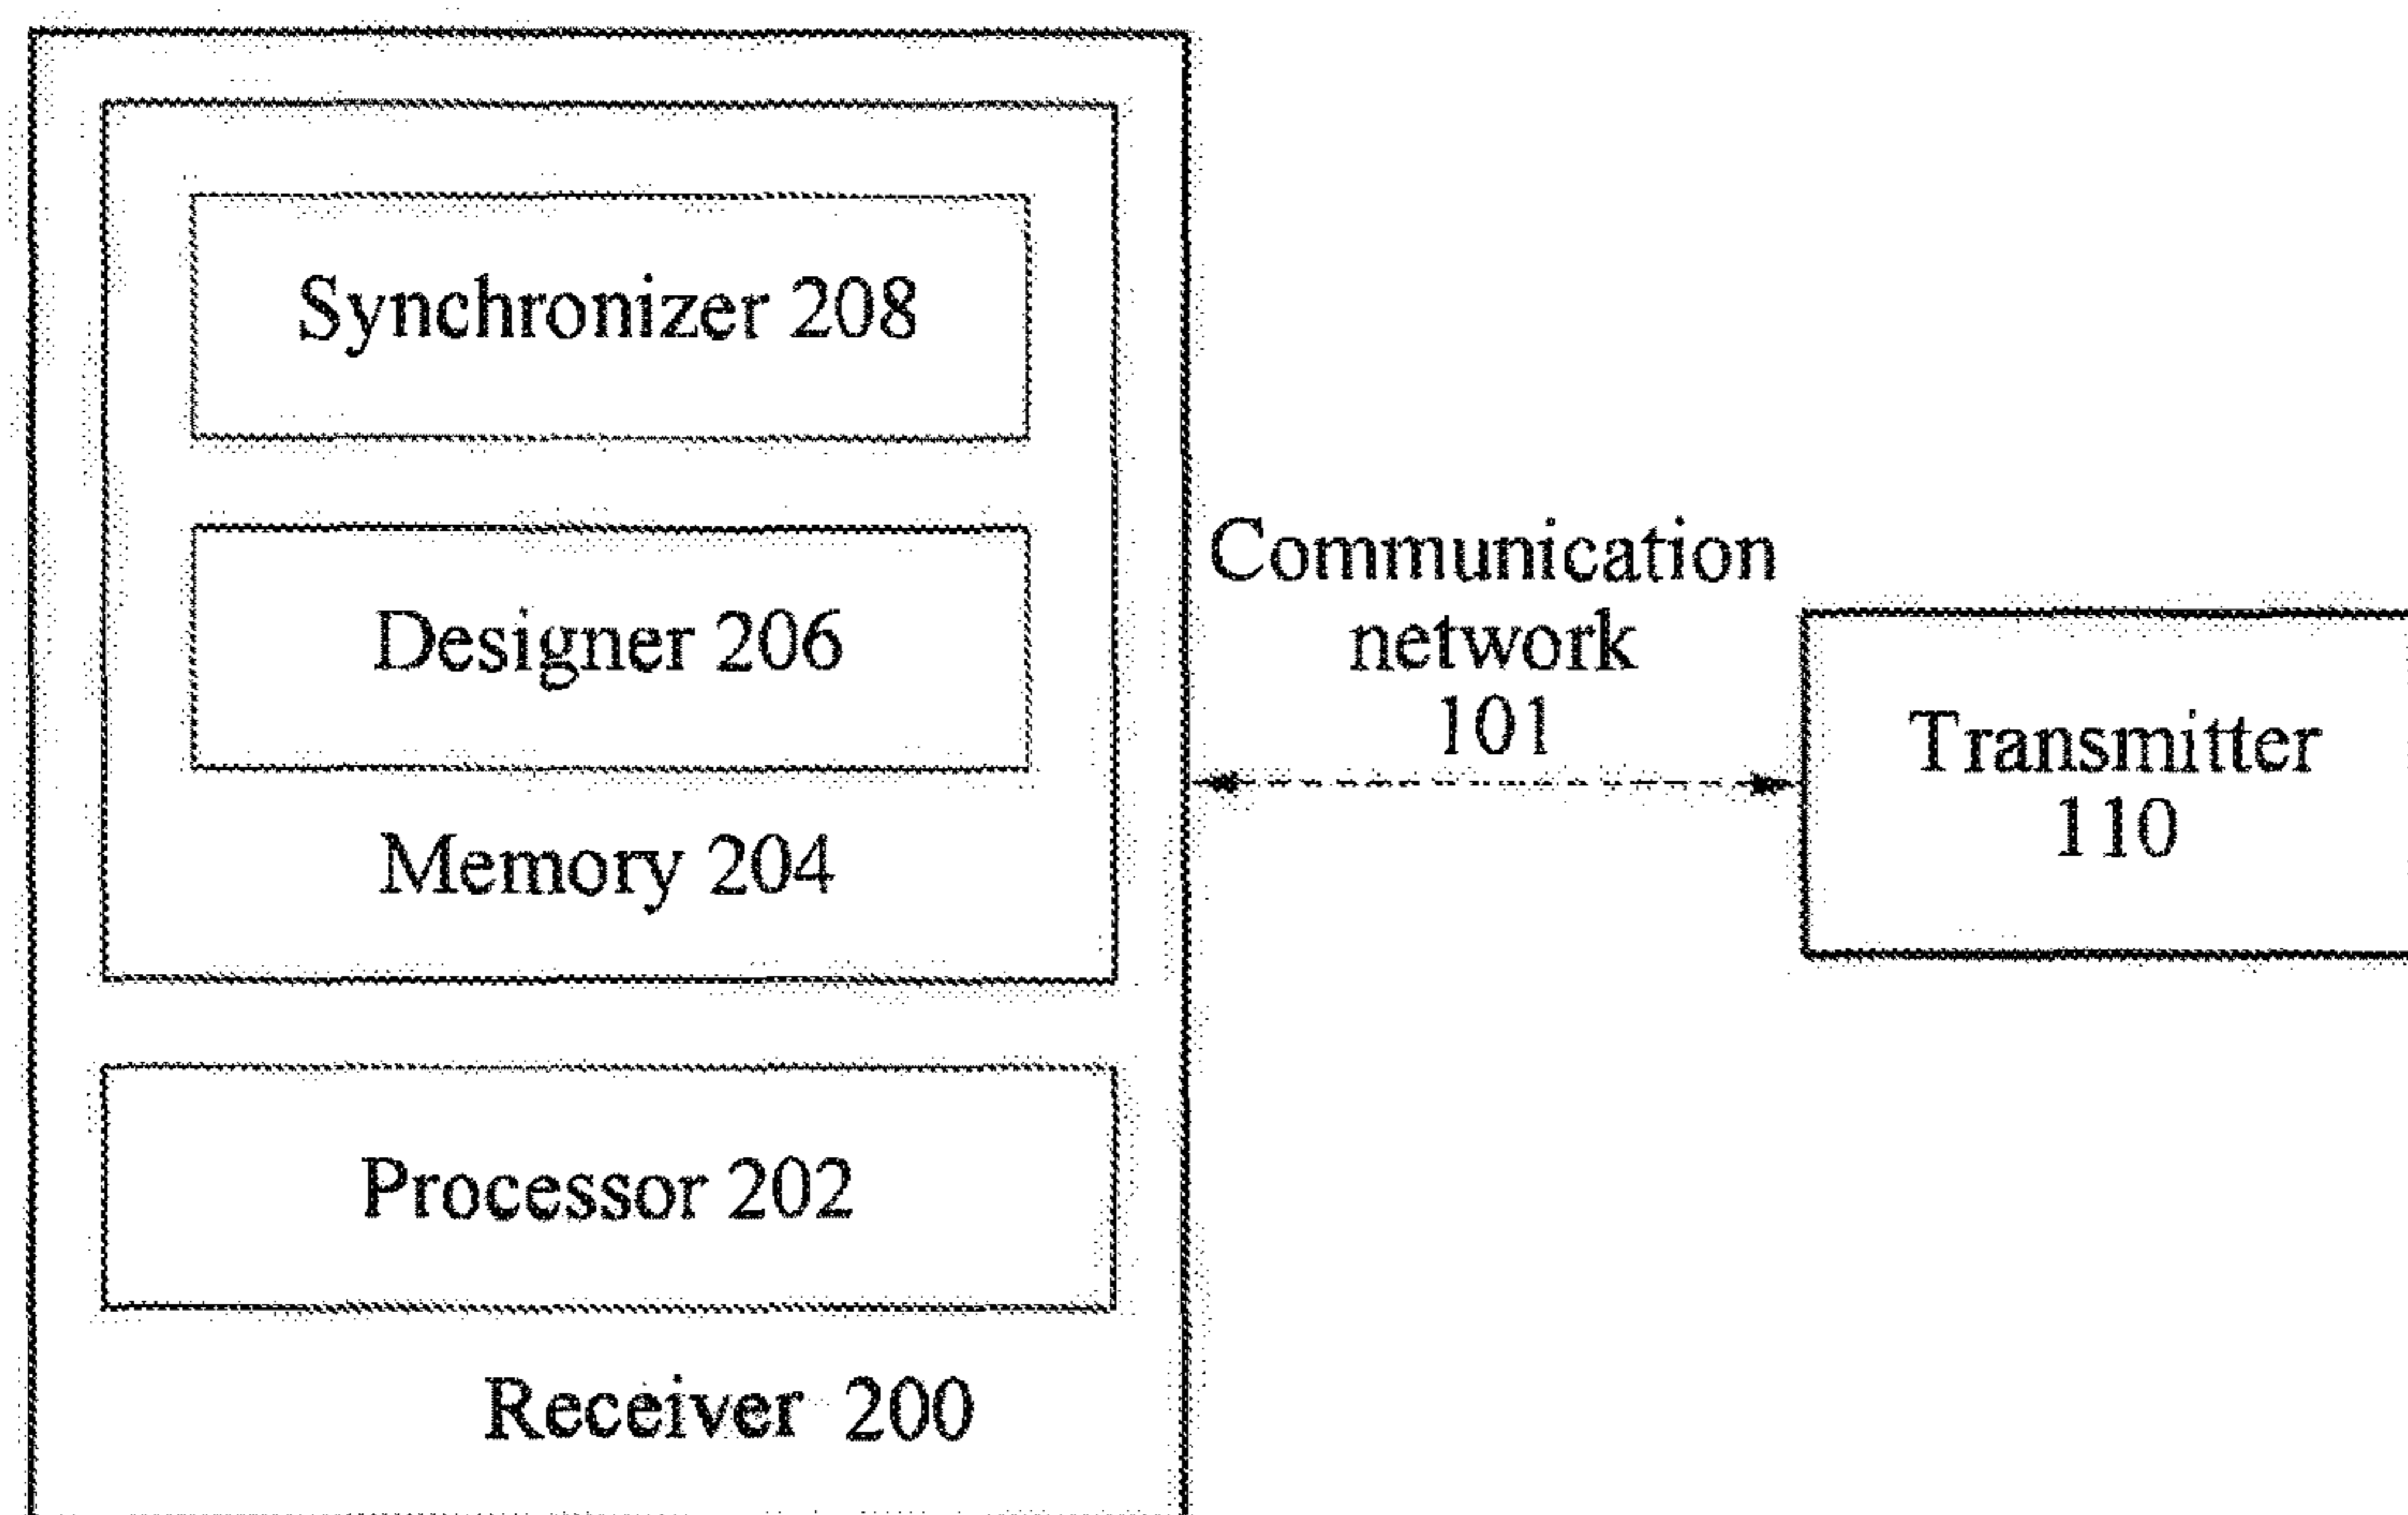 Synchronizer 208
Designer 206
Memory 204
Processor 202
Receiver 200
Communication
network
101
Transmitter
110